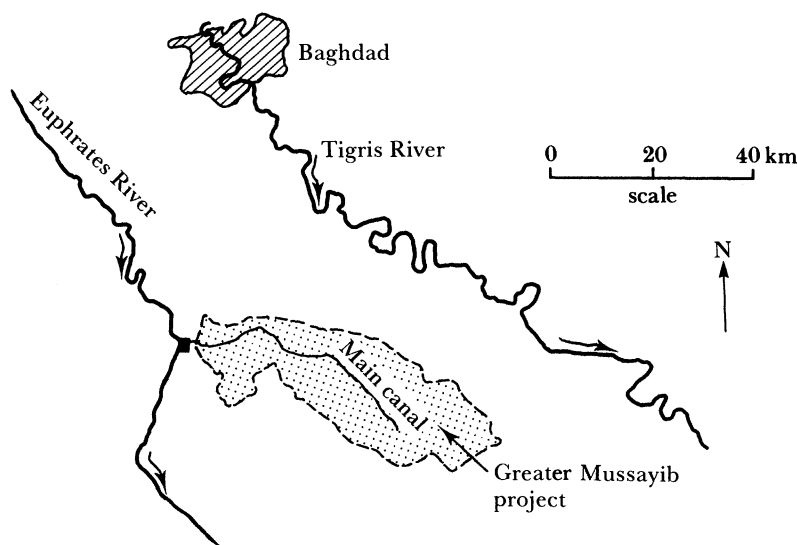 Baghdad
Euphrates River
Tigris River
0 20 40 km
scale
N
Main canal
Greater Mussayib
project